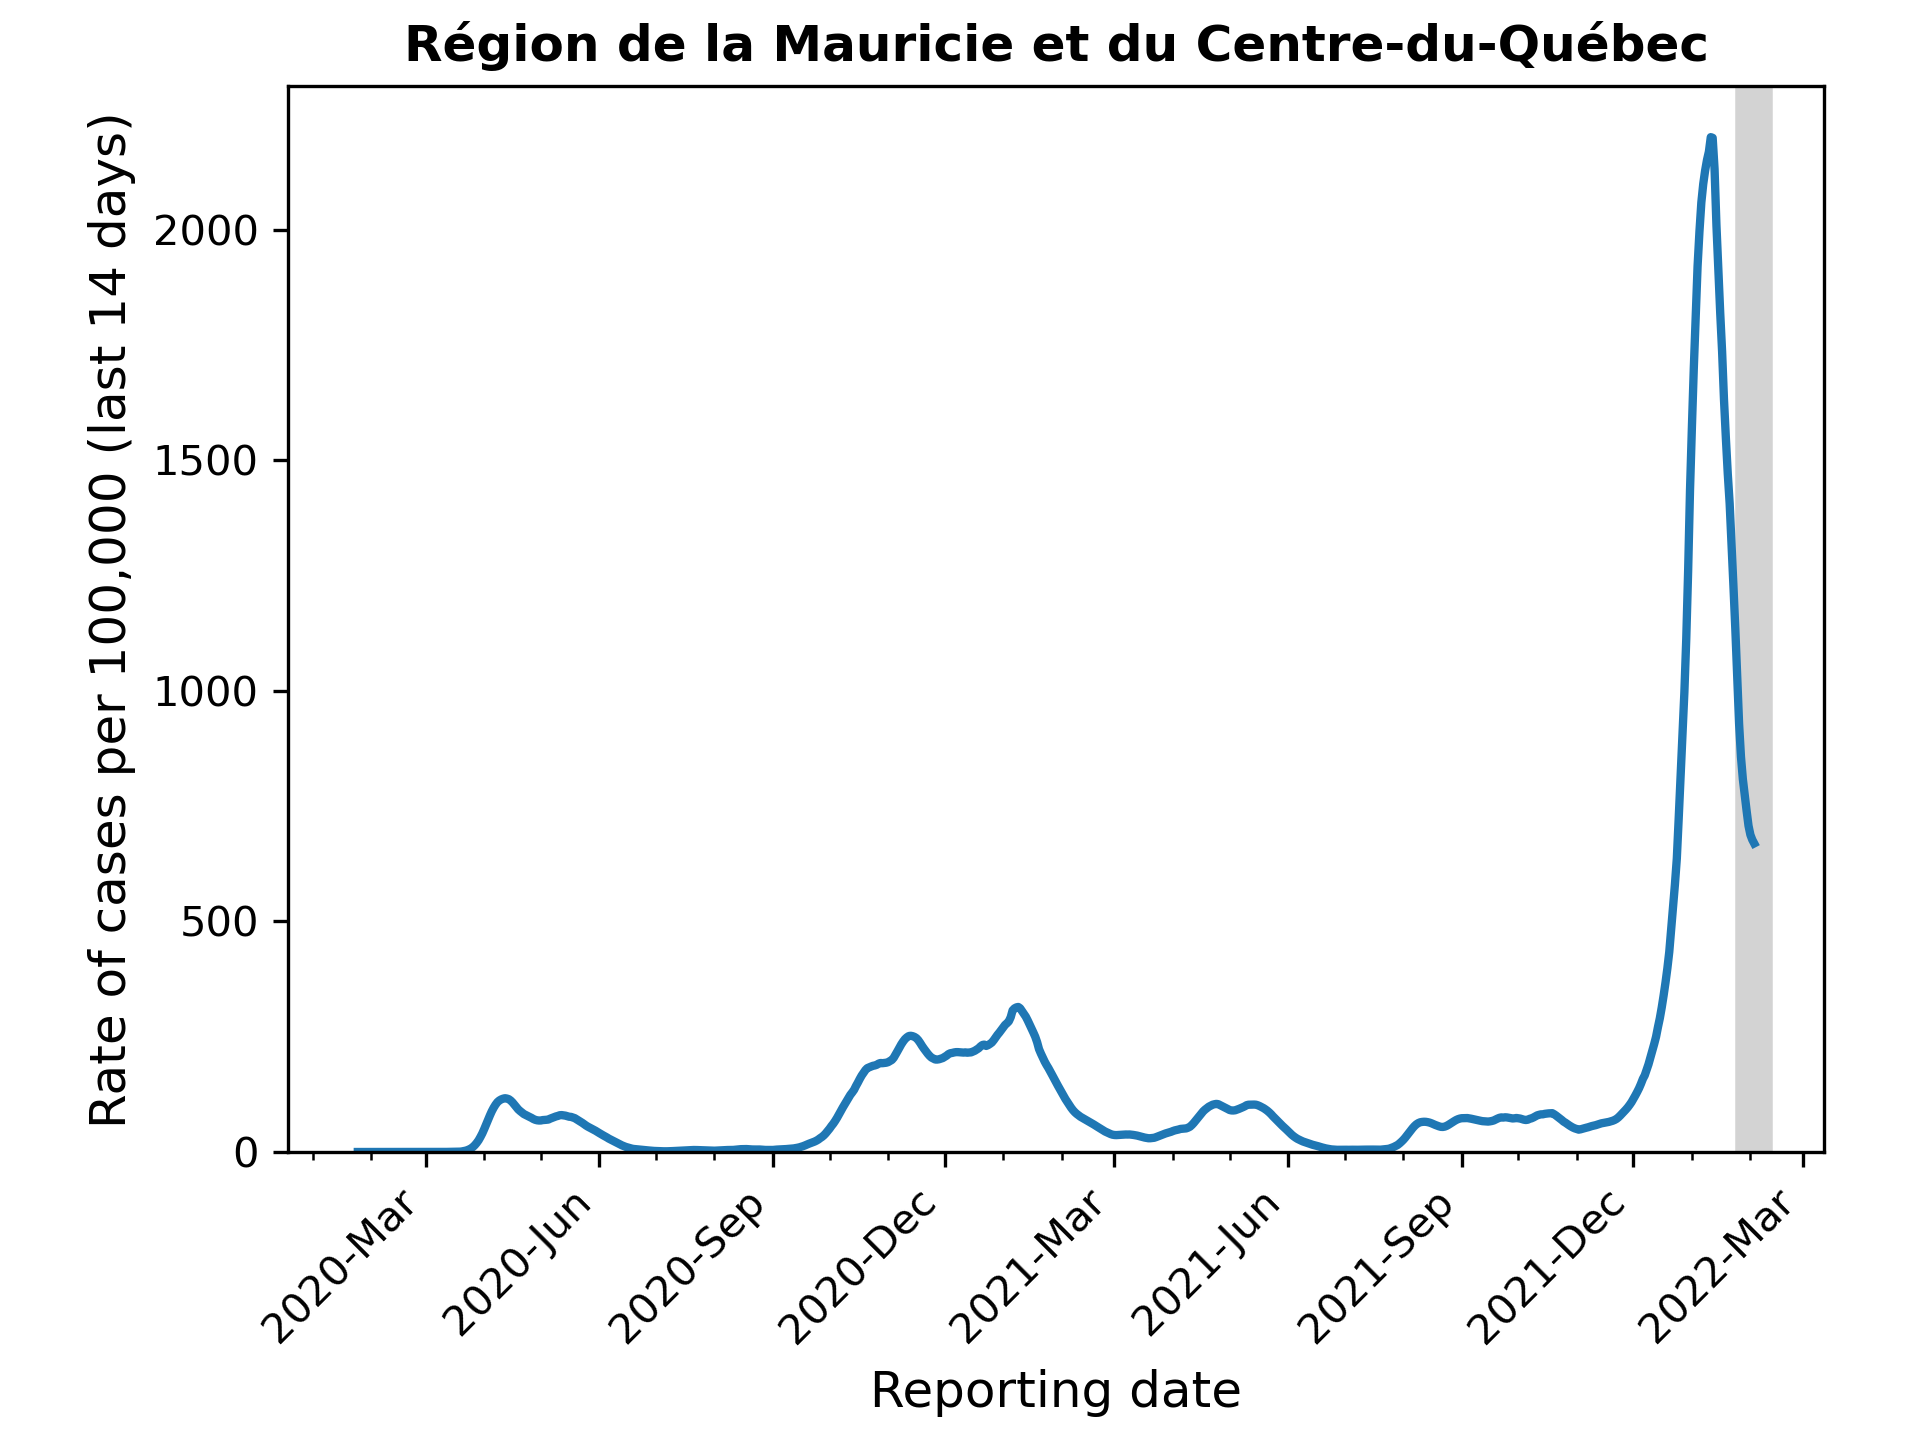 Région de la Mauricie et du Centre-du-Québec
Rate of cases per 100,000 (last 14 days)
2000
1500
1000
500
0
2020-Mar
2020-Jun
2020-Sep
2020-Dec
2021-Mar
2021-Jun
2021-Sep
2021-Dec
2022-Mar
Reporting date